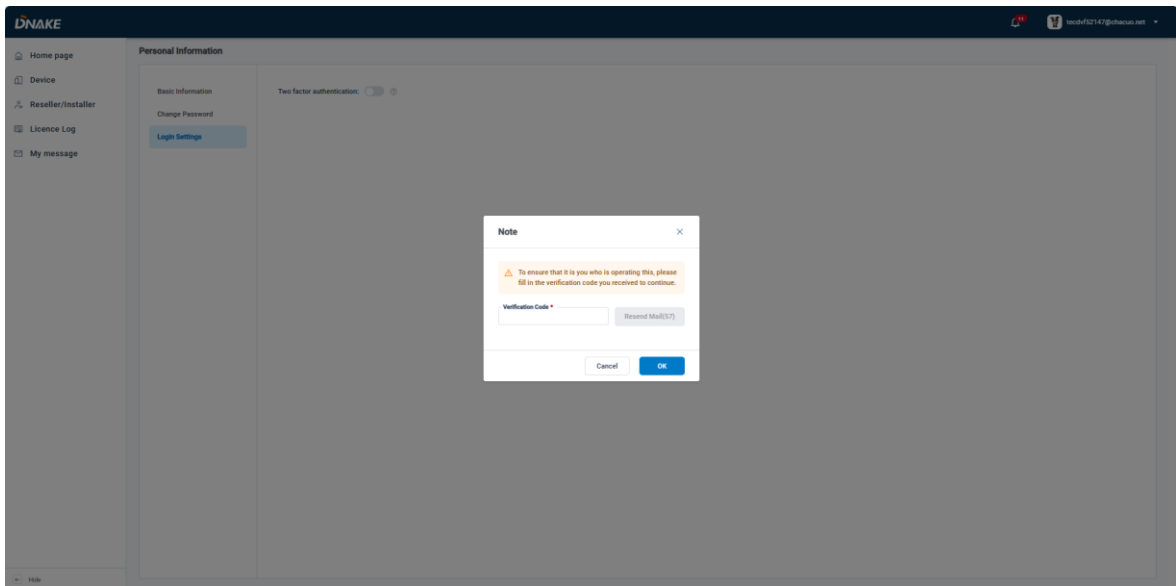 DNAKE
tecdvf52147@chacuo.net
Home page
Device
Reseller/Installer
Licence Log
My message
Personal Information
Basic Information
Change Password
Login Settings
Two factor authentication:
Note
To ensure that it is you who is operating this, please
fill in the verification code you received to continue.
Verification Code *
Resend Mail(57)
Cancel
OK
Hide